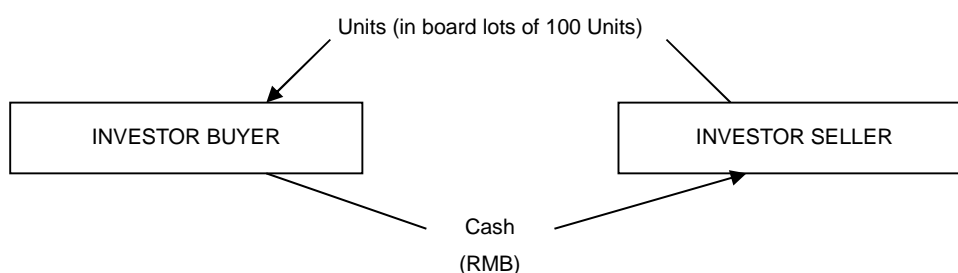 Units (in board lots of 100 Units)
INVESTOR BUYER
INVESTOR SELLER
Cash
(RMB)